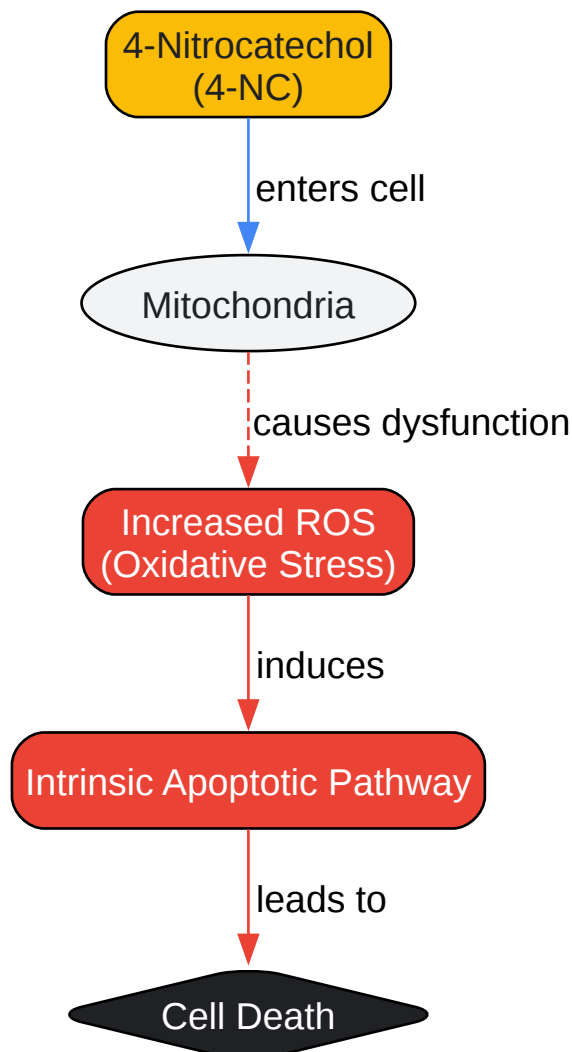 4-Nitrocatechol
(4-NC)
enters cell
Mitochondria
causes dysfunction
Increased ROS
(Oxidative Stress)
induces
Intrinsic Apoptotic Pathway
leads to
Cell Death